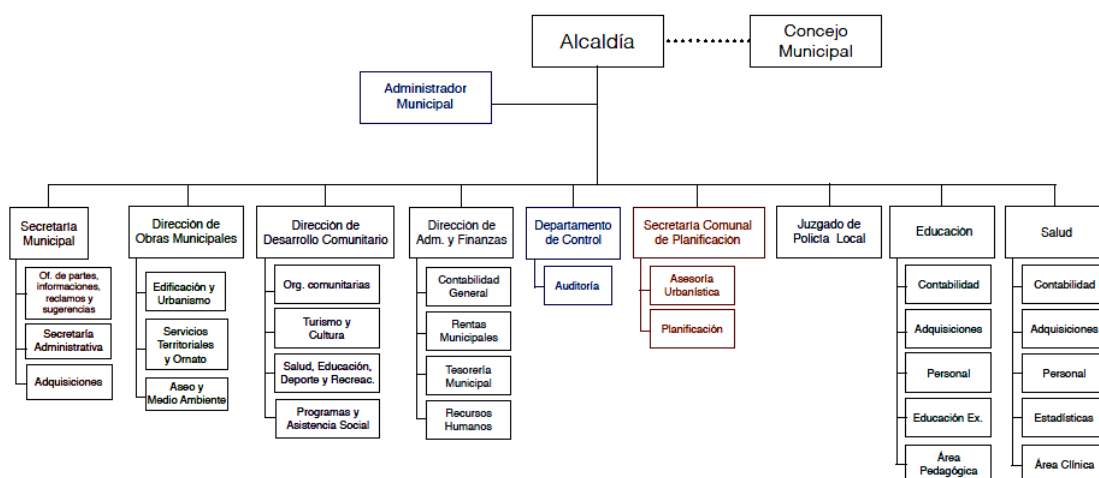 Alcaldía
Concejo
Municipal
Administrador
Municipal
Secretaría
Municipal
Of. de partes,
informaciones,
reclamos y
sugerencias
Secretaría
Administrativa
Adquisiciones
Dirección de
Obras Municipales
Edificación y
Urbanismo
Servicios
Territoriales
y Ornato
Aseo y
Medio Ambiente
Dirección de
Desarrollo Comunitario
Org. comunitarias
Turismo y
Cultura
Salud, Educación,
Deporte y Recreac.
Programas y
Asistencia Social
Dirección de
Adm. y Finanzas
Contabilidad
General
Rentas
Municipales
Tesorería
Municipal
Recursos
Humanos
Departamento
de Control
Auditoría
Secretaría Comunal
de Planificación
Asesoría
Urbanística
Planificación
Juzgado de
Policía Local
Educación
Contabilidad
Adquisiciones
Personal
Educación Ex.
Área
Pedagógica
Salud
Contabilidad
Adquisiciones
Personal
Estadísticas
Área Clínica